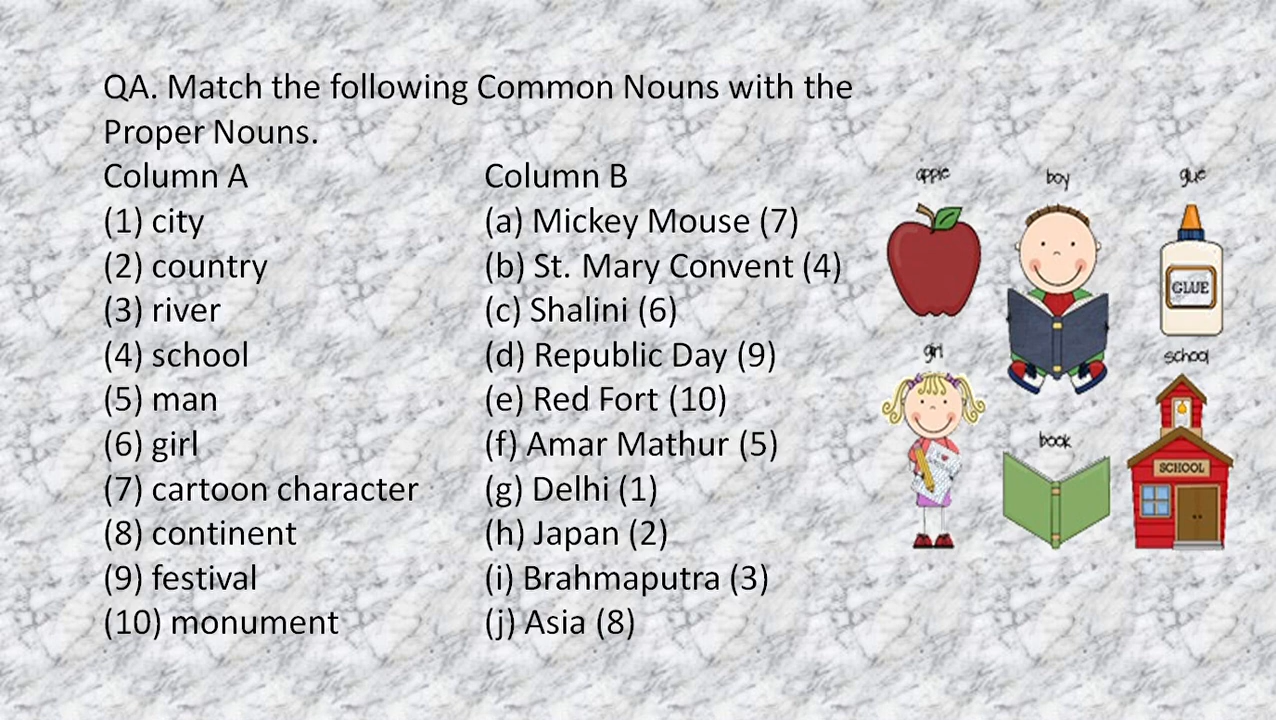 QA. Match the following Common Nouns with the
Proper Nouns.
Column A
(1) city
(2) country
(3) river
(4) school
(5) man
(6) girl
(7) cartoon character
(8) continent
(9) festival
(10) monument
Column B
(a) Mickey Mouse (7)
(b) St. Mary Convent (4)
(c) Shalini (6)
(d) Republic Day (9)
(e) Red Fort (10)
(f) Amar Mathur (5)
(g) Delhi (1)
(h) Japan (2)
(i) Brahmaputra (3)
(j) Asia (8)
apple
boy
glue
GLUE
girl
book
school
SCHOOL